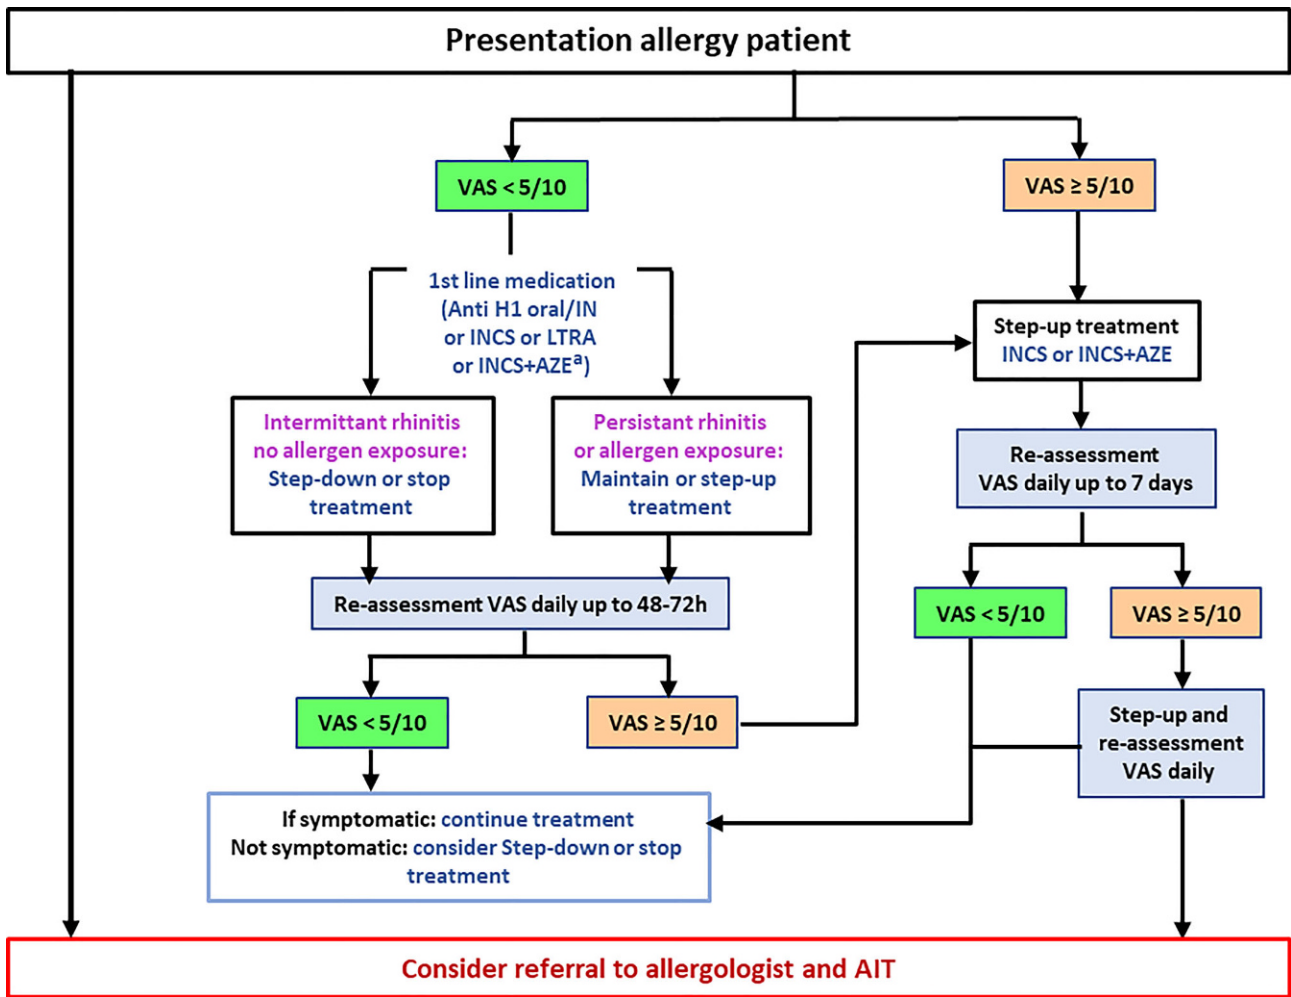 Presentation allergy patient
VAS < 5/10
VAS ≥ 5/10
1st line medication
(Anti H1 oral/IN
or INCS or LTRA
or INCS+AZEª)
Step-up treatment
INCS or INCS+AZE
Intermittant rhinitis
no allergen exposure:
Step-down or stop
treatment
Persistant rhinitis
or allergen exposure:
Maintain or step-up
treatment
Re-assessment
VAS daily up to 7 days
Re-assessment VAS daily up to 48-72h
VAS < 5/10
VAS ≥ 5/10
VAS < 5/10
VAS ≥ 5/10
Step-up and
re-assessment
VAS daily
If symptomatic: continue treatment
Not symptomatic: consider Step-down or stop
treatment
Consider referral to allergologist and AIT